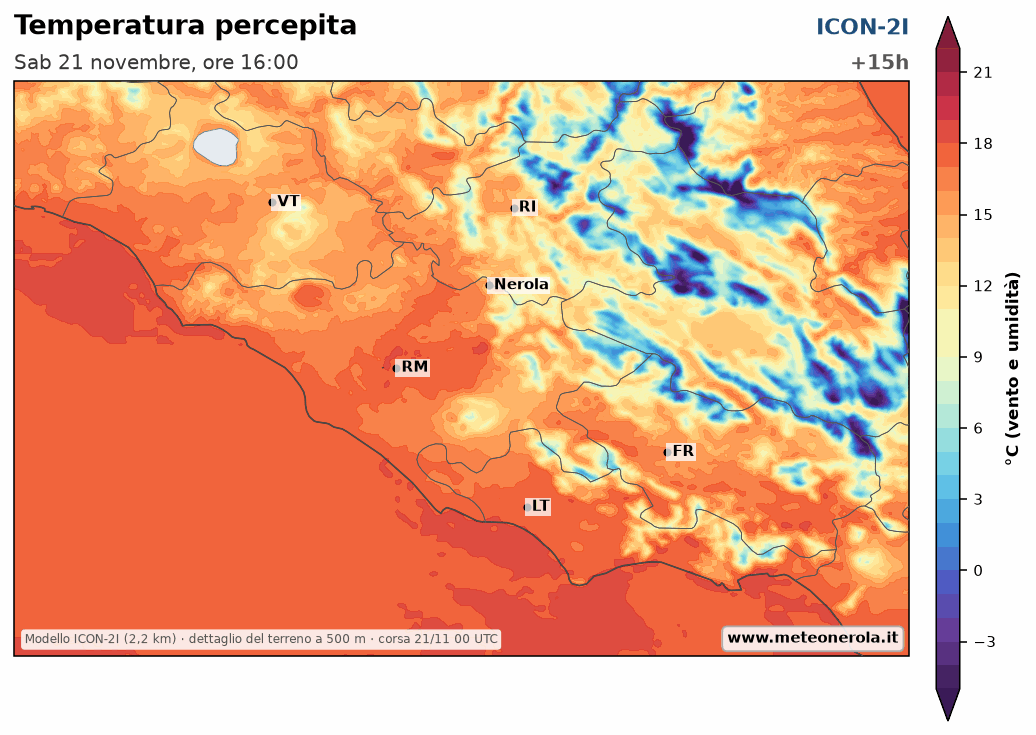 Temperatura percepita
ICON-2I
Sab 21 novembre, ore 16:00
+15h
VT
RI
Nerola
RM
FR
LT
21
18
15
12
9
6
3
0
−3
°C (vento e umidità)
Modello ICON-2I (2,2 km) · dettaglio del terreno a 500 m · corsa 21/11 00 UTC
www.meteonerola.it